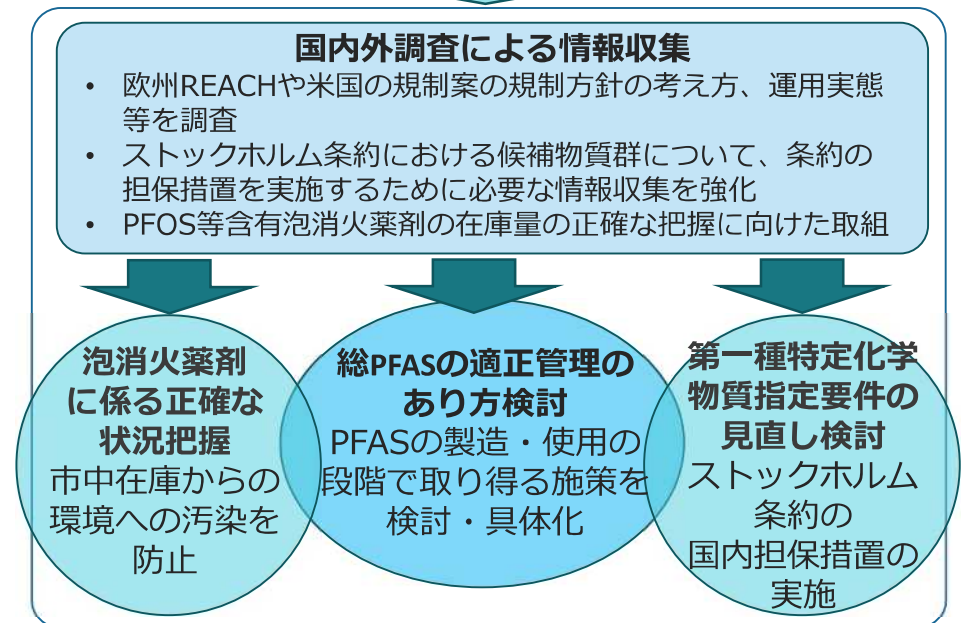 国内外調査による情報収集
• 欧州REACHや米国の規制案の規制方針の考え方、運用実態
等を調査
• ストックホルム条約における候補物質群について、条約の
担保措置を実施するために必要な情報収集を強化
• PFOS等含有泡消火薬剤の在庫量の正確な把握に向けた取組
泡消火薬剤
に係る正確な
状況把握
市中在庫からの
環境への汚染を
防止
総PFASの適正管理の
あり方検討
PFASの製造・使用の
段階で取り得る施策を
検討・具体化
第一種特定化学
物質指定要件の
見直し検討
ストックホルム
条約の
国内担保措置の
実施